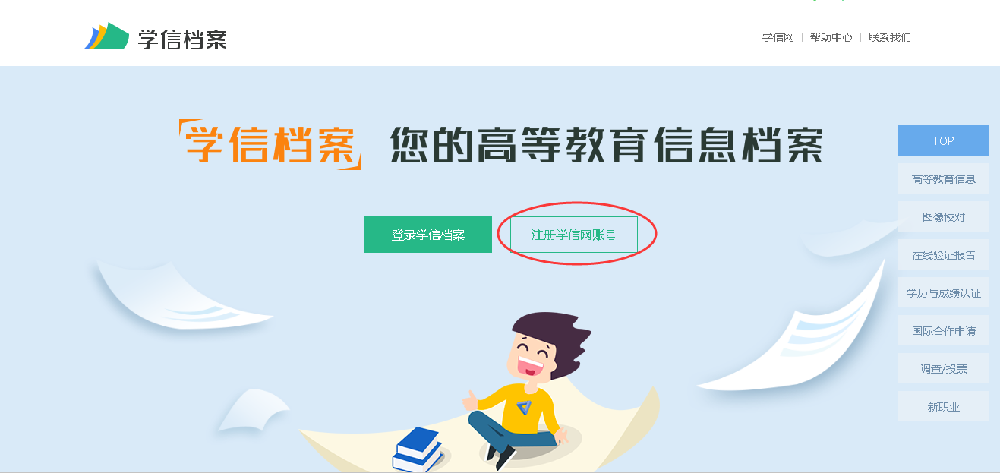 学信档案
学信网 | 帮助中心 | 联系我们
学信档案 您的高等教育信息档案
登录学信档案 注册学信网账号
TOP
高等教育信息
图像校对
在线验证报告
学历与成绩认证
国际合作申请
调查/投票
新职业